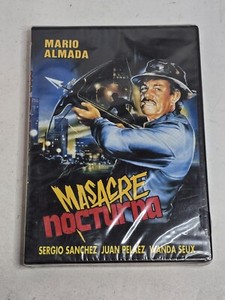 MARIO
ALMADA
MASACRE
NOCTURNA
SERGIO SANCHEZ, JUAN PELAEZ, WANDA SEUX